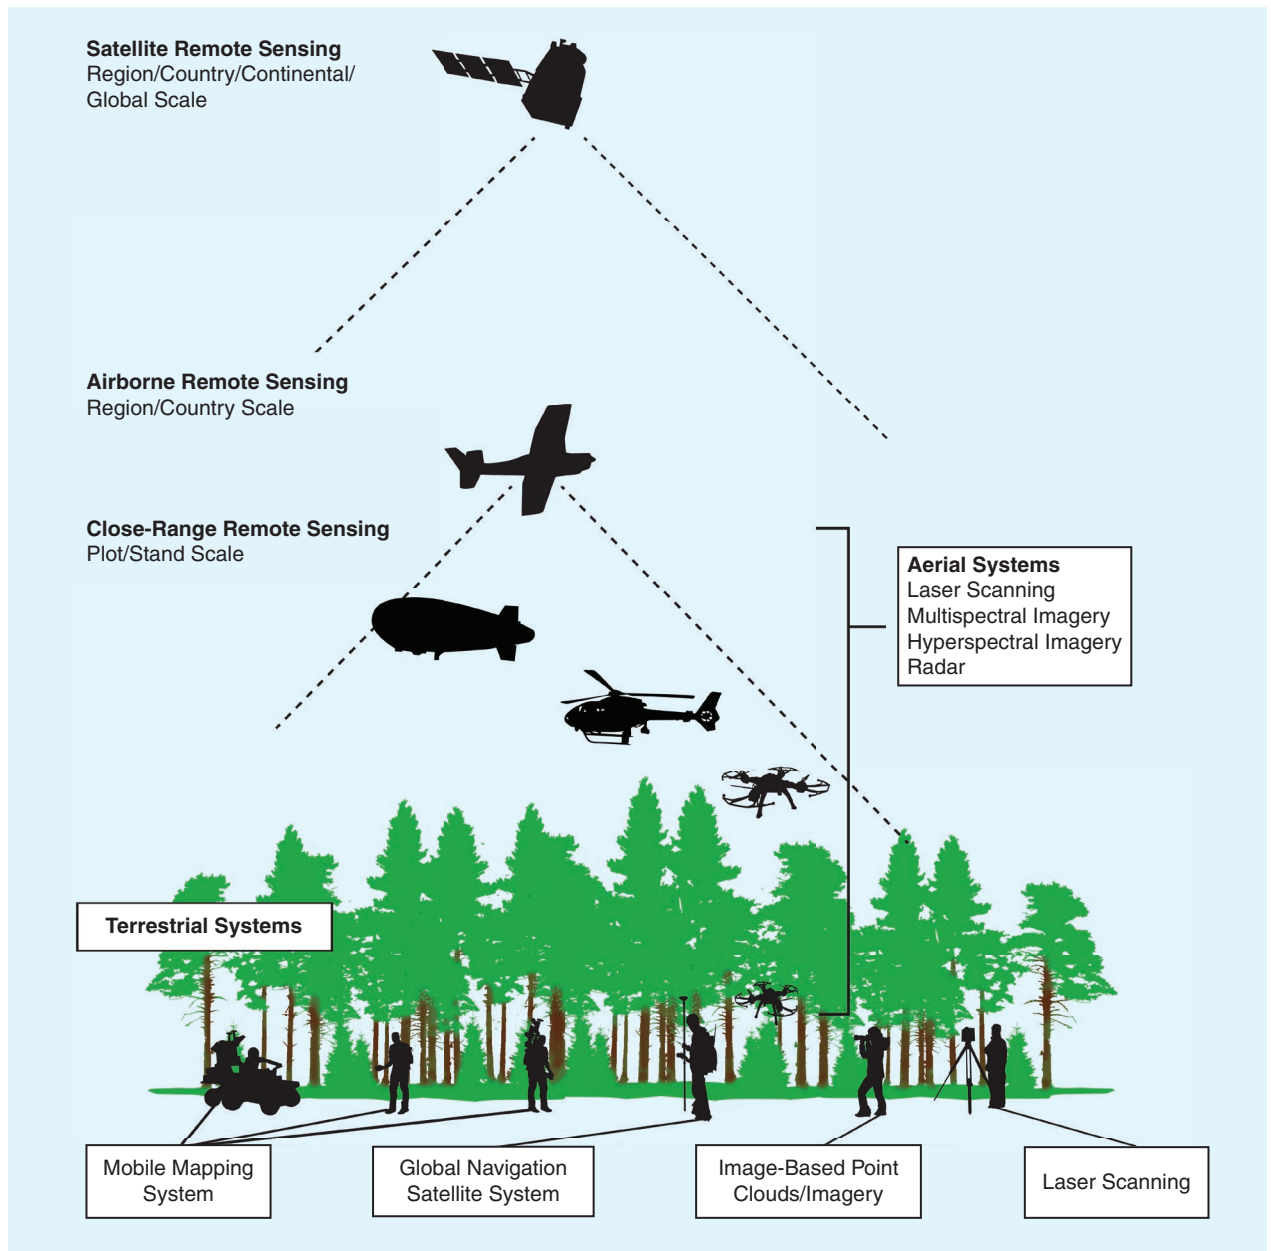 Satellite Remote Sensing
Region/Country/Continental/
Global Scale
Airborne Remote Sensing
Region/Country Scale
Close-Range Remote Sensing
Plot/Stand Scale
Aerial Systems
Laser Scanning
Multispectral Imagery
Hyperspectral Imagery
Radar
Terrestrial Systems
Mobile Mapping
System
Global Navigation
Satellite System
Image-Based Point
Clouds/Imagery
Laser Scanning